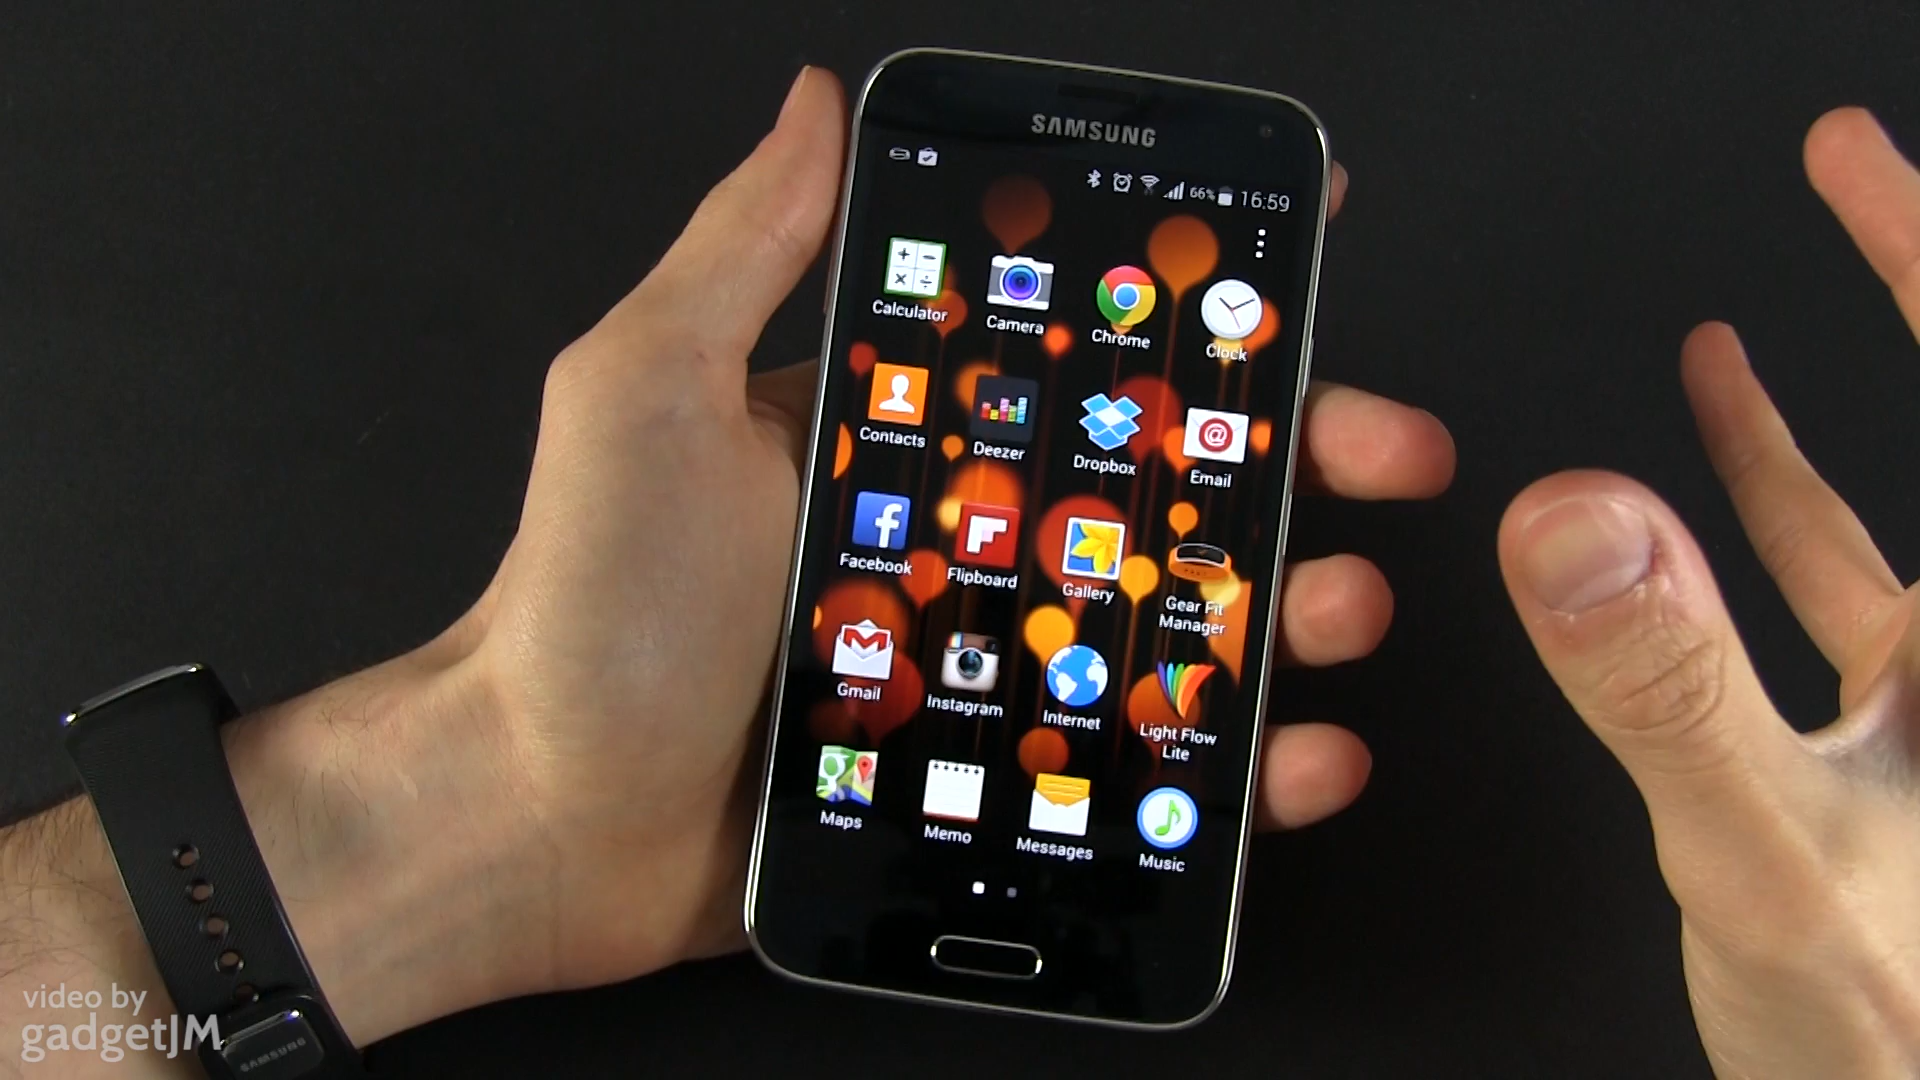 SAMSUNG
66% 16:59
Calculator
Camera
Chrome
Clock
Contacts
Deezer
Dropbox
Email
@
Facebook
Flipboard
Gallery
Gear Fit
Manager
Gmail
Instagram
Internet
Light Flow
Lite
Maps
Memo
Messages
Music
video by
gadgetJM
SAMSUNG